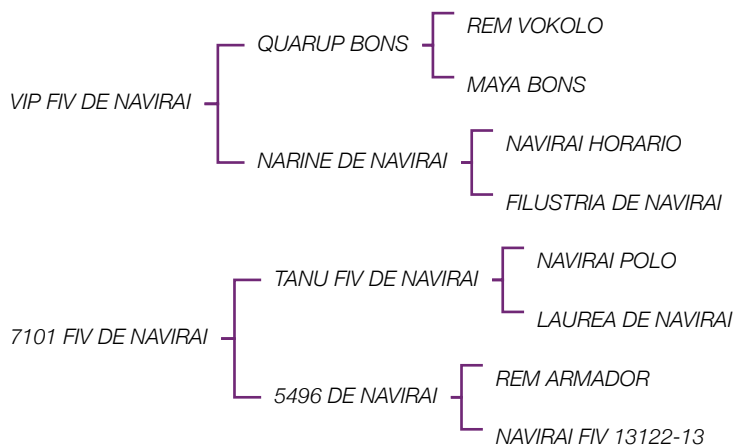 REM VOKOLO
QUARUP BONS
MAYA BONS
VIP FIV DE NAVIRAI
NAVIRAI HORARIO
NARINE DE NAVIRAI
FILUSTRIA DE NAVIRAI
NAVIRAI POLO
TANU FIV DE NAVIRAI
LAUREA DE NAVIRAI
7101 FIV DE NAVIRAI
REM ARMADOR
5496 DE NAVIRAI
NAVIRAI FIV 13122-13